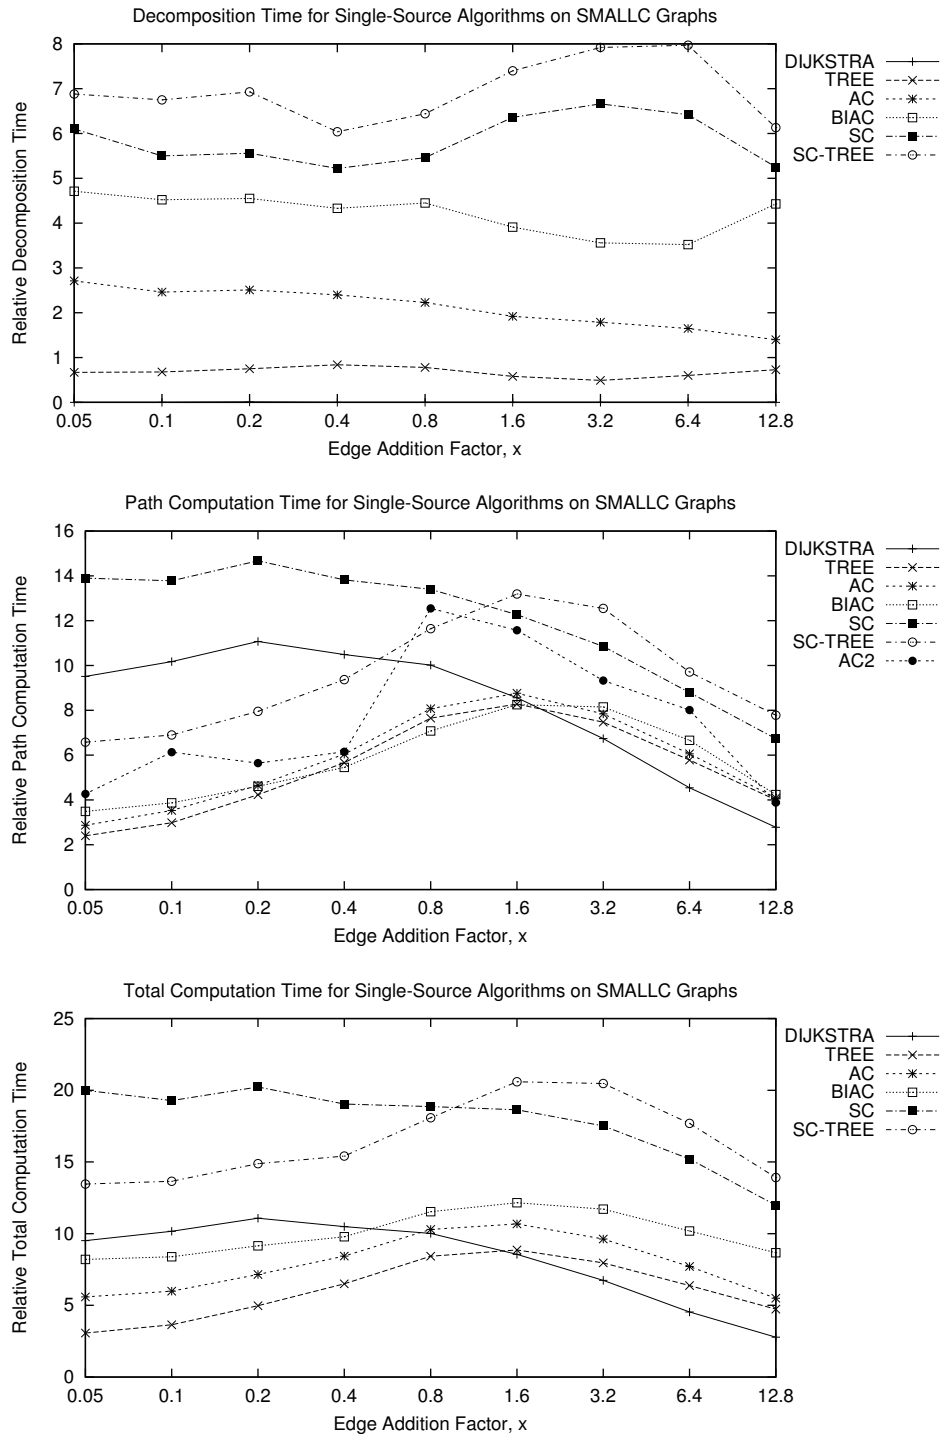 Decomposition Time for Single-Source Algorithms on SMALLC Graphs
8
7
6
5
4
3
2
1
0
Relative Decomposition Time
0.05 0.1 0.2 0.4 0.8 1.6 3.2 6.4 12.8
Edge Addition Factor, x
DIJKSTRA
TREE
AC
BIAC
SC
SC-TREE
Path Computation Time for Single-Source Algorithms on SMALLC Graphs
16
14
12
10
8
6
4
2
0
Relative Path Computation Time
0.05 0.1 0.2 0.4 0.8 1.6 3.2 6.4 12.8
Edge Addition Factor, x
DIJKSTRA
TREE
AC
BIAC
SC
SC-TREE
AC2
Total Computation Time for Single-Source Algorithms on SMALLC Graphs
25
20
15
10
5
0
Relative Total Computation Time
0.05 0.1 0.2 0.4 0.8 1.6 3.2 6.4 12.8
Edge Addition Factor, x
DIJKSTRA
TREE
AC
BIAC
SC
SC-TREE